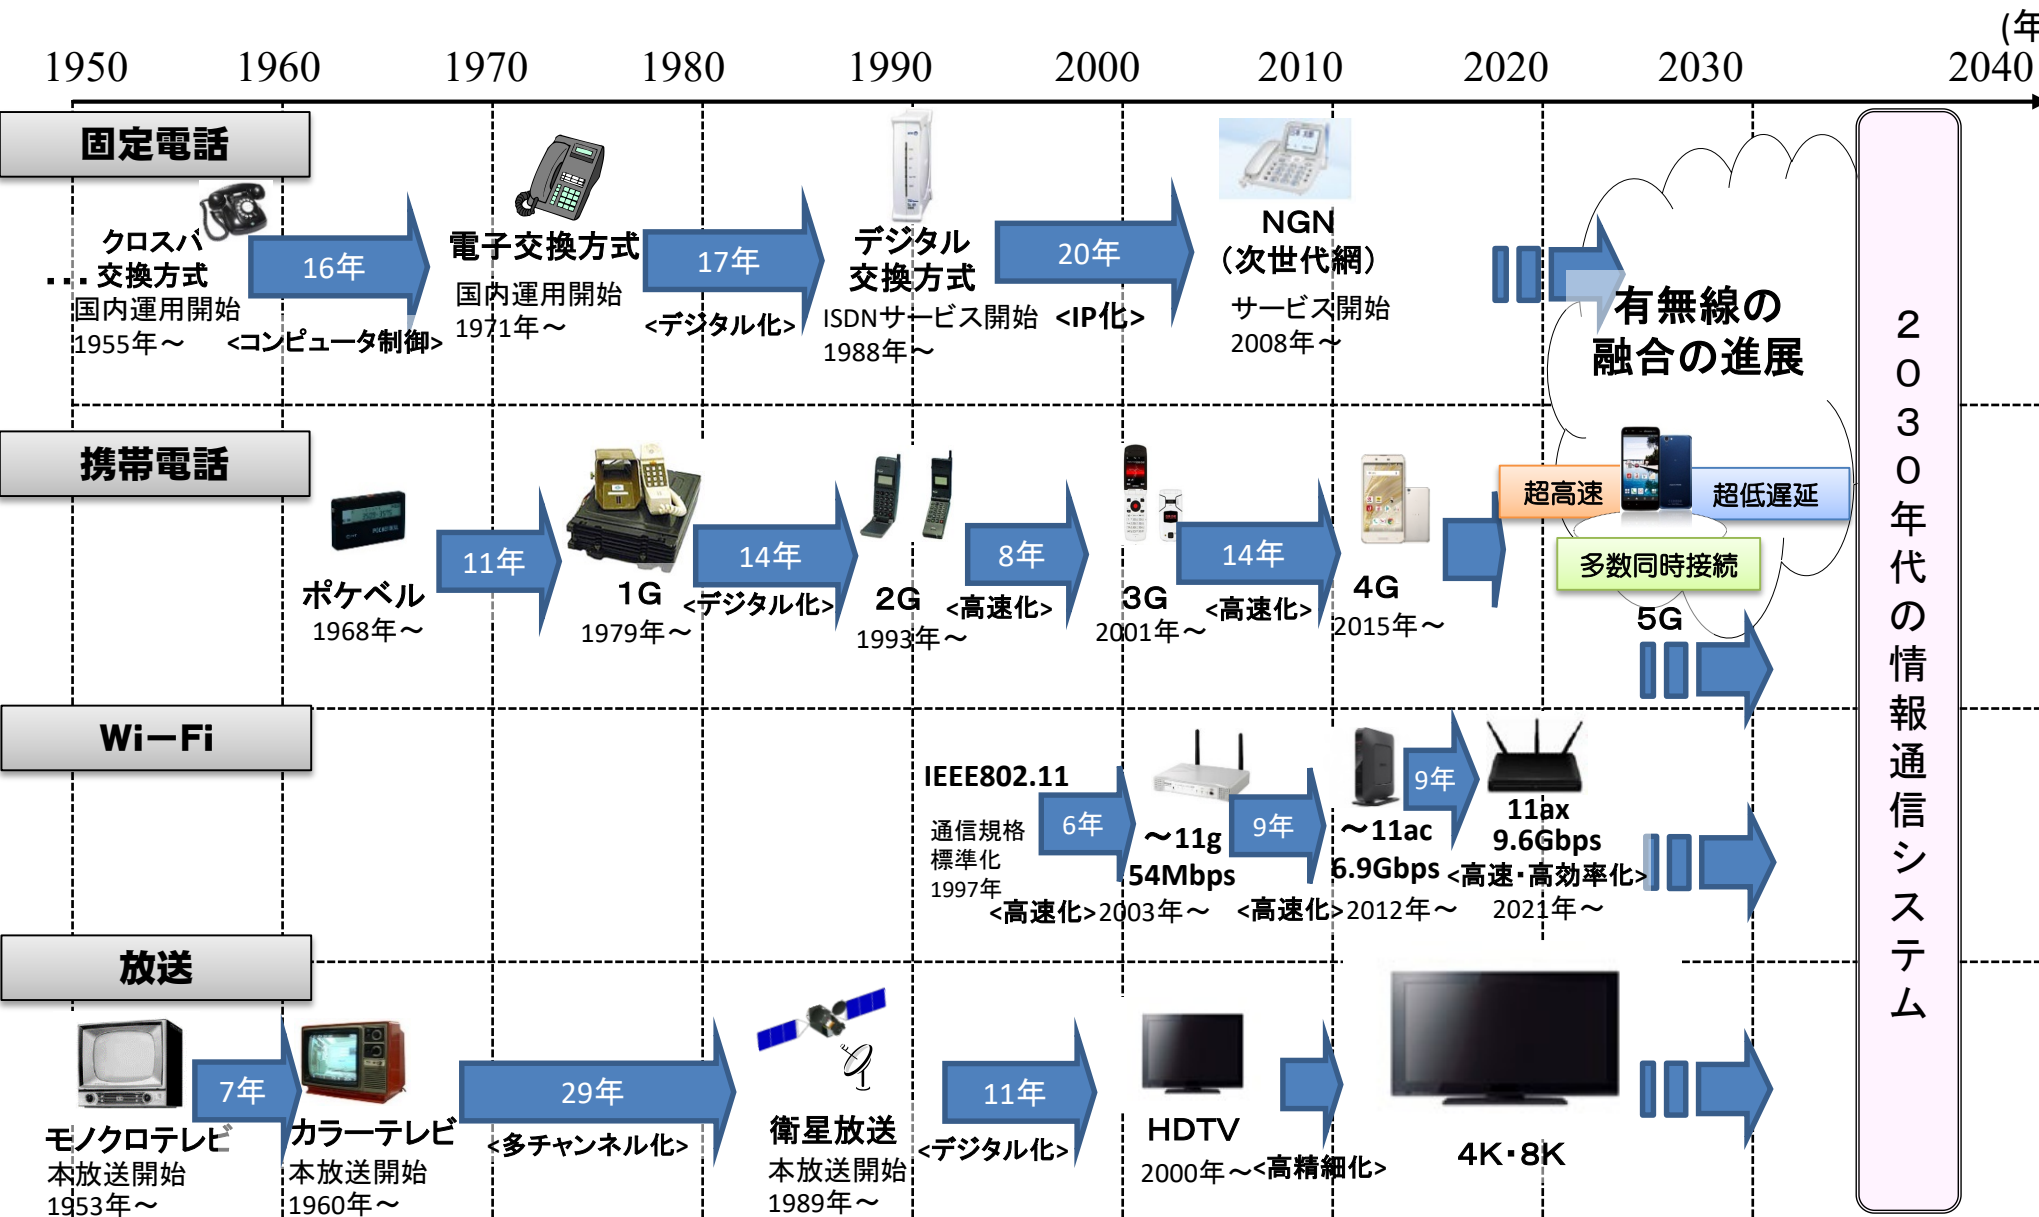 (年
1950 1960 1970 1980 1990 2000 2010 2020 2030 2040
固定電話
クロスバ
…交換方式
国内運用開始
1955年～
16年
<コンピュータ制御>
電子交換方式
国内運用開始
1971年～
17年
<デジタル化>
デジタル
交換方式
ISDNサービス開始
1988年～
20年
<IP化>
NGN
（次世代網）
サービス開始
2008年～
有無線の
融合の進展
携帯電話
ポケベル
1968年～
11年
1G
1979年～
14年
<デジタル化>
2G
1993年～
8年
<高速化>
3G
2001年～
14年
<高速化>
4G
2015年～
超高速
超低遅延
多数同時接続
5G
Wi－Fi
IEEE802.11
通信規格
標準化
1997年
6年
<高速化>
～11g
54Mbps
2003年～
9年
<高速化>
～11ac
6.9Gbps
2012年～
9年
11ax
9.6Gbps
<高速・高効率化>
2021年～
放送
モノクロテレビ
本放送開始
1953年～
7年
カラーテレビ
本放送開始
1960年～
29年
<多チャンネル化>
衛星放送
本放送開始
1989年～
11年
<デジタル化>
HDTV
2000年～
<高精細化>
4K・8K
2030年代の情報通信システム